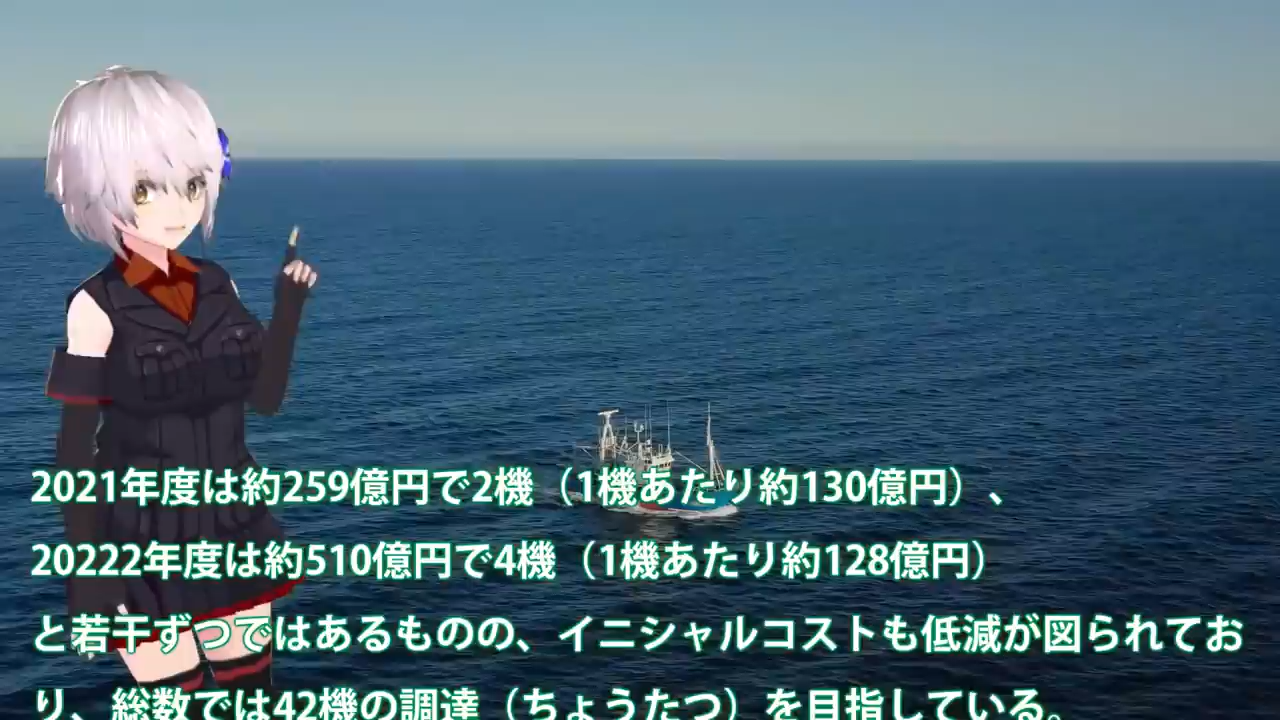 2021年度は約259億円で2機（1機あたり約130億円）、
20222年度は約510億円で4機（1機あたり約128億円）
と若干ずつではあるものの、イニシャルコストも低減が図られてお
り、総数では42機の調達（ちょうたつ）を目指している。